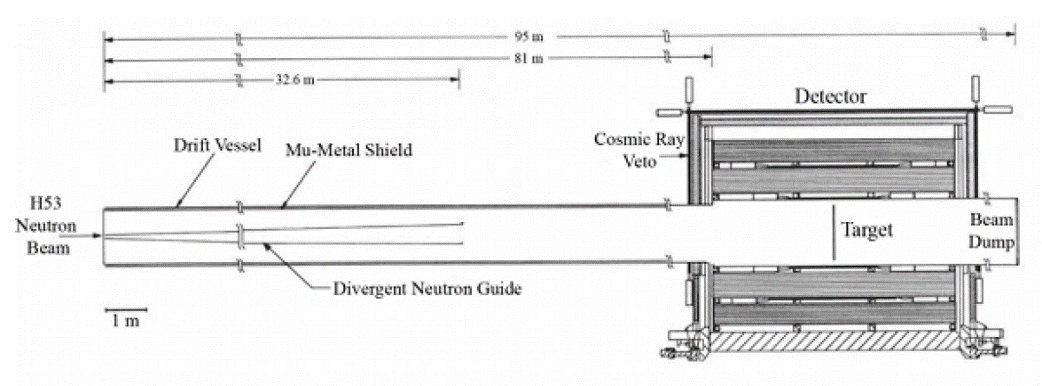 95 m
81 m
32.6 m
Detector
Drift Vessel
Mu-Metal Shield
Cosmic Ray
Veto
H53
Neutron
Beam
Target
Beam
Dump
Divergent Neutron Guide
1 m